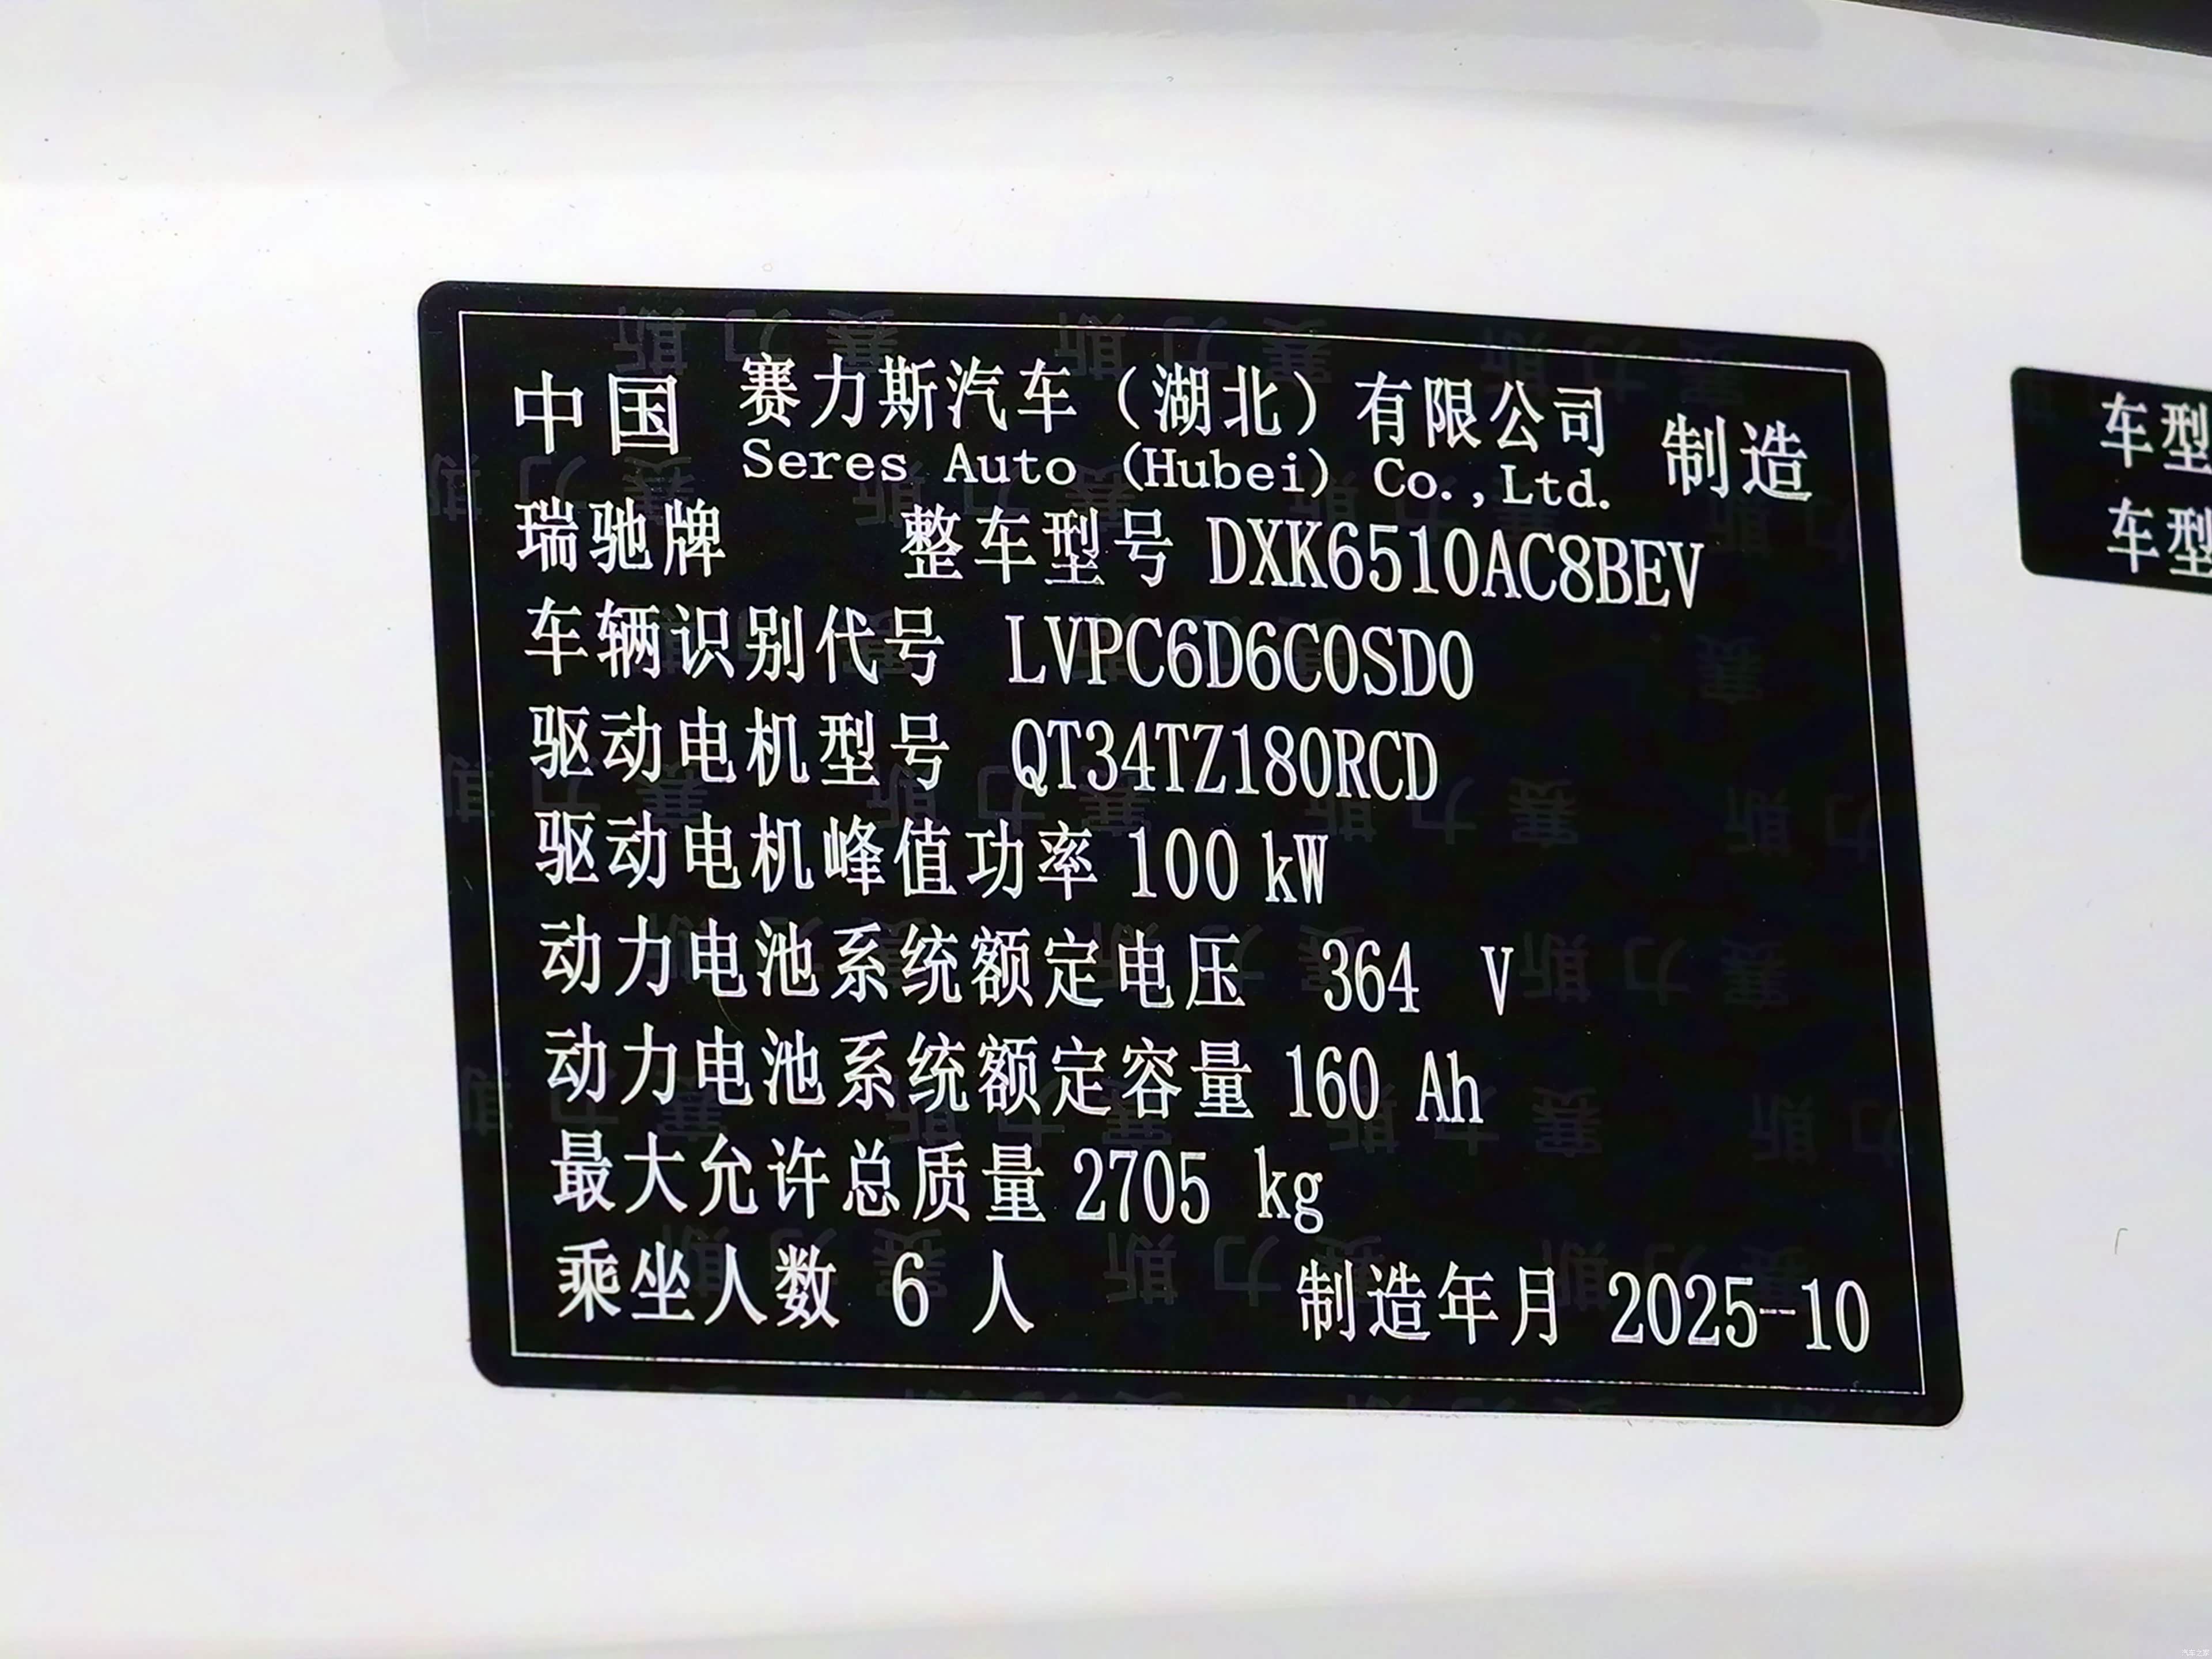 中国 赛力斯汽车（湖北）有限公司 制造
Seres Auto (Hubei) Co.,Ltd.
瑞驰牌 整车型号 DXK6510AC8BEV
车辆识别代号 LVPC6D6C0SD0
驱动电机型号 QT34TZ180RCD
驱动电机峰值功率 100 kW
动力电池系统额定电压 364 V
动力电池系统额定容量 160 Ah
最大允许总质量 2705 kg
乘坐人数 6 人 制造年月 2025-10
车型
车型
汽车之家